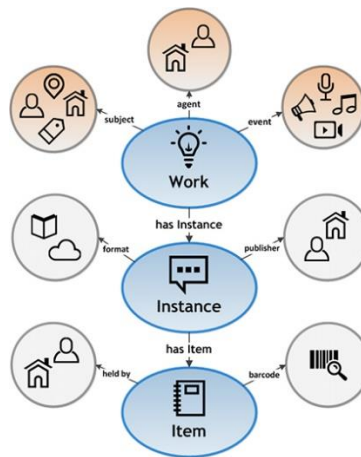 agent
subject
event
Work
has Instance
format
publisher
Instance
has Item
held by
barcode
Item